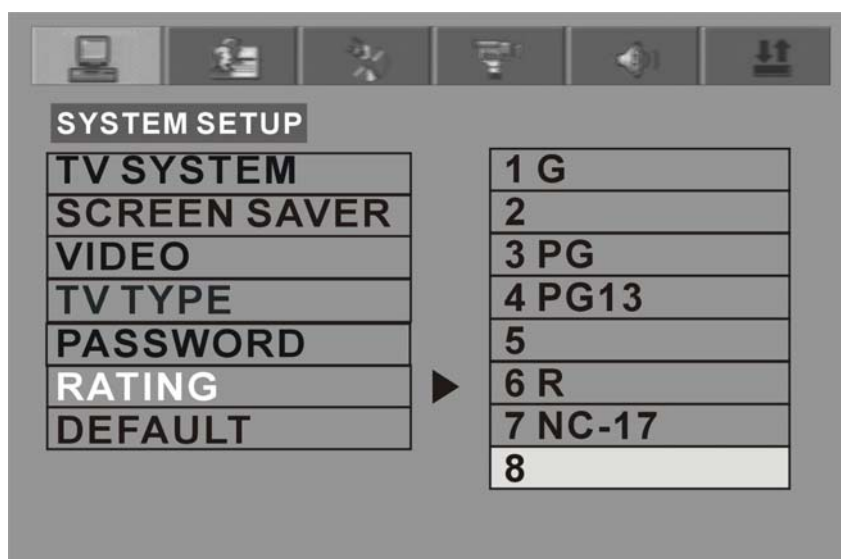 SYSTEM SETUP
TV SYSTEM
SCREEN SAVER
VIDEO
TV TYPE
PASSWORD
RATING
DEFAULT
1 G
2
3 PG
4 PG13
5
6 R
7 NC-17
8